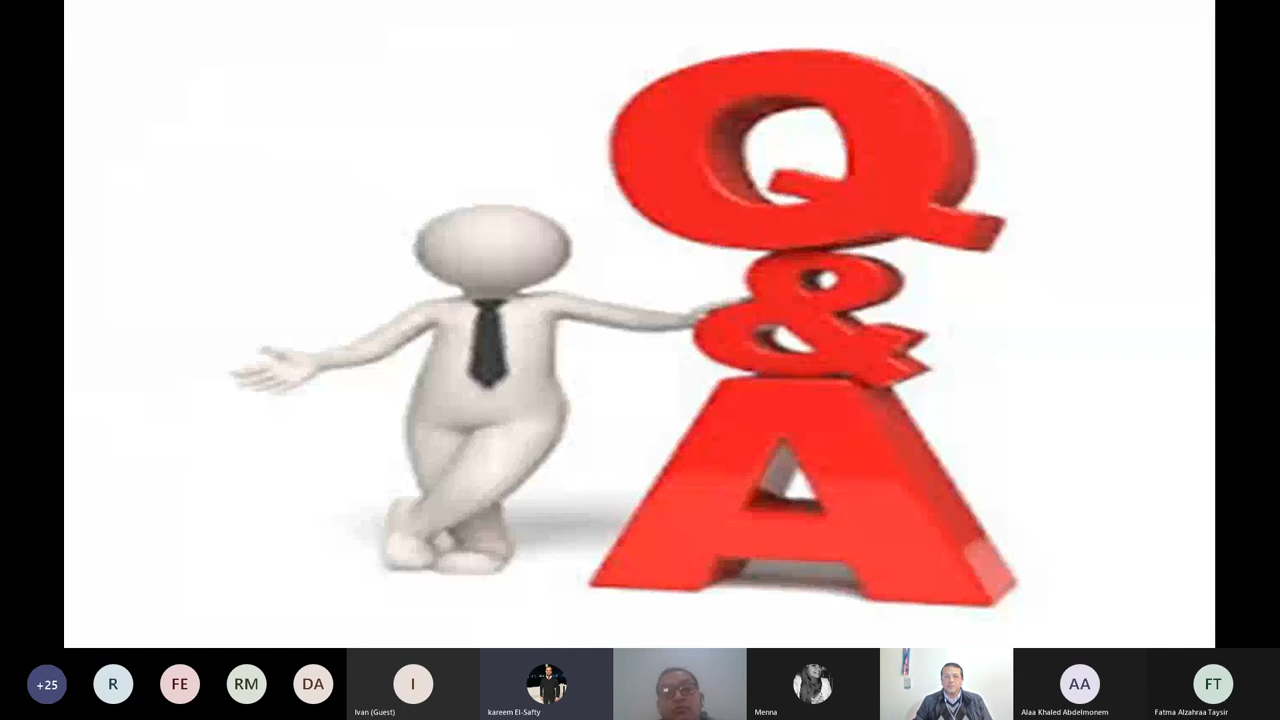 Q
&
A
+25
R
FE
RM
DA
I
AA
FT
Ivan (Guest)
kareem El-Safty
Menna
Alaa Khaled Abdelmonem
Fatma Alzahraa Taysir